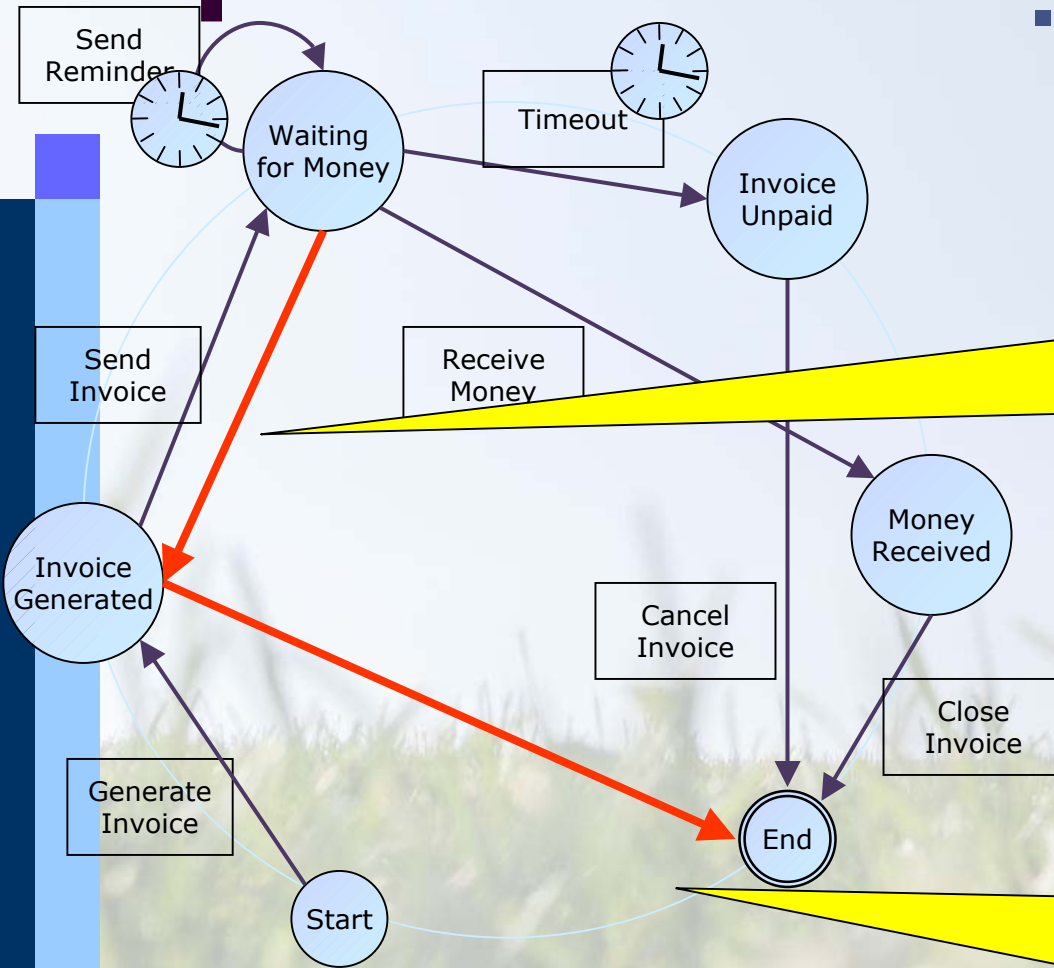 Send
Reminder
Waiting
for Money
Timeout
Invoice
Unpaid
Send
Invoice
Receive
Money
Money
Received
Invoice
Generated
Cancel
Invoice
Close
Invoice
Generate
Invoice
End
Start